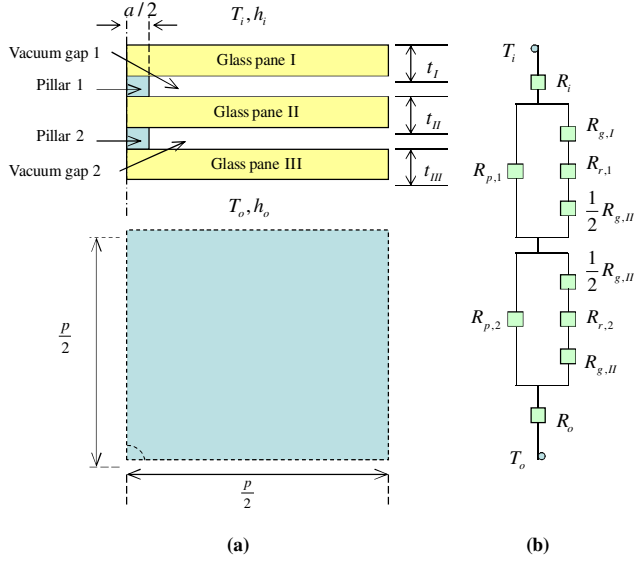 a / 2
T_i, h_i
Vacuum gap 1
Glass pane I
t_I
Pillar 1
Glass pane II
t_II
Pillar 2
Vacuum gap 2
Glass pane III
t_III
T_o, h_o
p/2
p/2
(a)
T_i
R_i
R_g,I
R_p,1
R_r,1
1/2 R_g,II
1/2 R_g,II
R_p,2
R_r,2
R_g,II
R_o
T_o
(b)